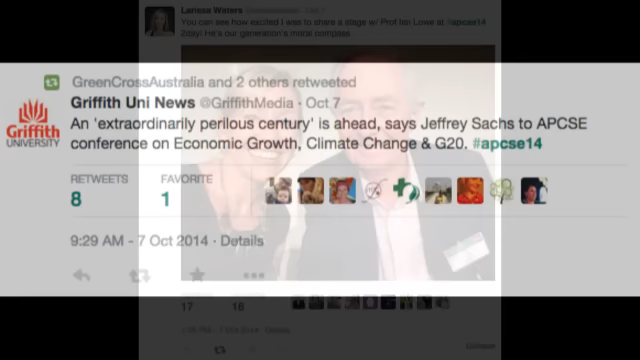 Larissa Waters
You can see how excited I was to share a stage w/ Prof Ian Lowe at #apcse14
2day! He's our generation's moral compass
GreenCrossAustralia and 2 others retweeted
Griffith Uni News @GriffithMedia · Oct 7
An 'extraordinarily perilous century' is ahead, says Jeffrey Sachs to APCSE
conference on Economic Growth, Climate Change & G20. #apcse14
Griffith
UNIVERSITY
RETWEETS FAVORITE
8 1
9:29 AM - 7 Oct 2014 · Details
17 18